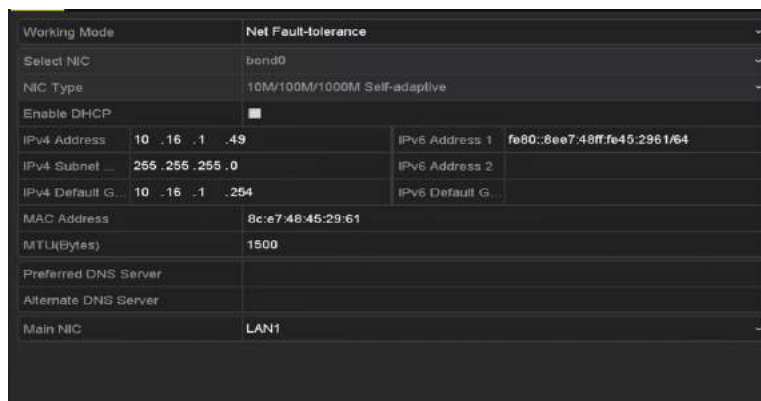 Working Mode Net Fault-tolerance
Select NIC bond0
NIC Type 10M/100M/1000M Self-adaptive
Enable DHCP
IPv4 Address 10 .16 .1 .49 IPv6 Address 1 fe80::8ee7:48ff:fe45:2961/64
IPv4 Subnet ... 255.255.255.0 IPv6 Address 2
IPv4 Default G... 10 .16 .1 .254 IPv6 Default G...
MAC Address 8c:e7:48:45:29:61
MTU(Bytes) 1500
Preferred DNS Server
Alternate DNS Server
Main NIC LAN1